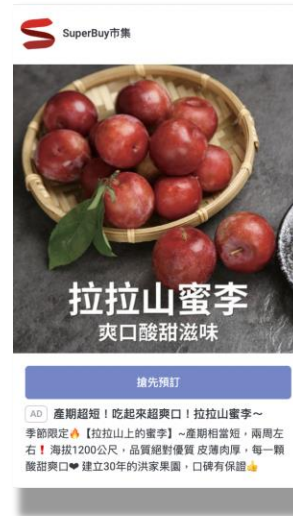 SuperBuy市集
拉拉山蜜李
爽口酸甜滋味
搶先預訂
AD 產期超短！吃起來超爽口！拉拉山蜜李～
季節限定🔥【拉拉山上的蜜李】~產期相當短，兩周左
右❗ 海拔1200公尺，品質絕對優質 皮薄肉厚，每一顆
酸甜爽口❤ 建立30年的洪家果園，口碑有保證👍